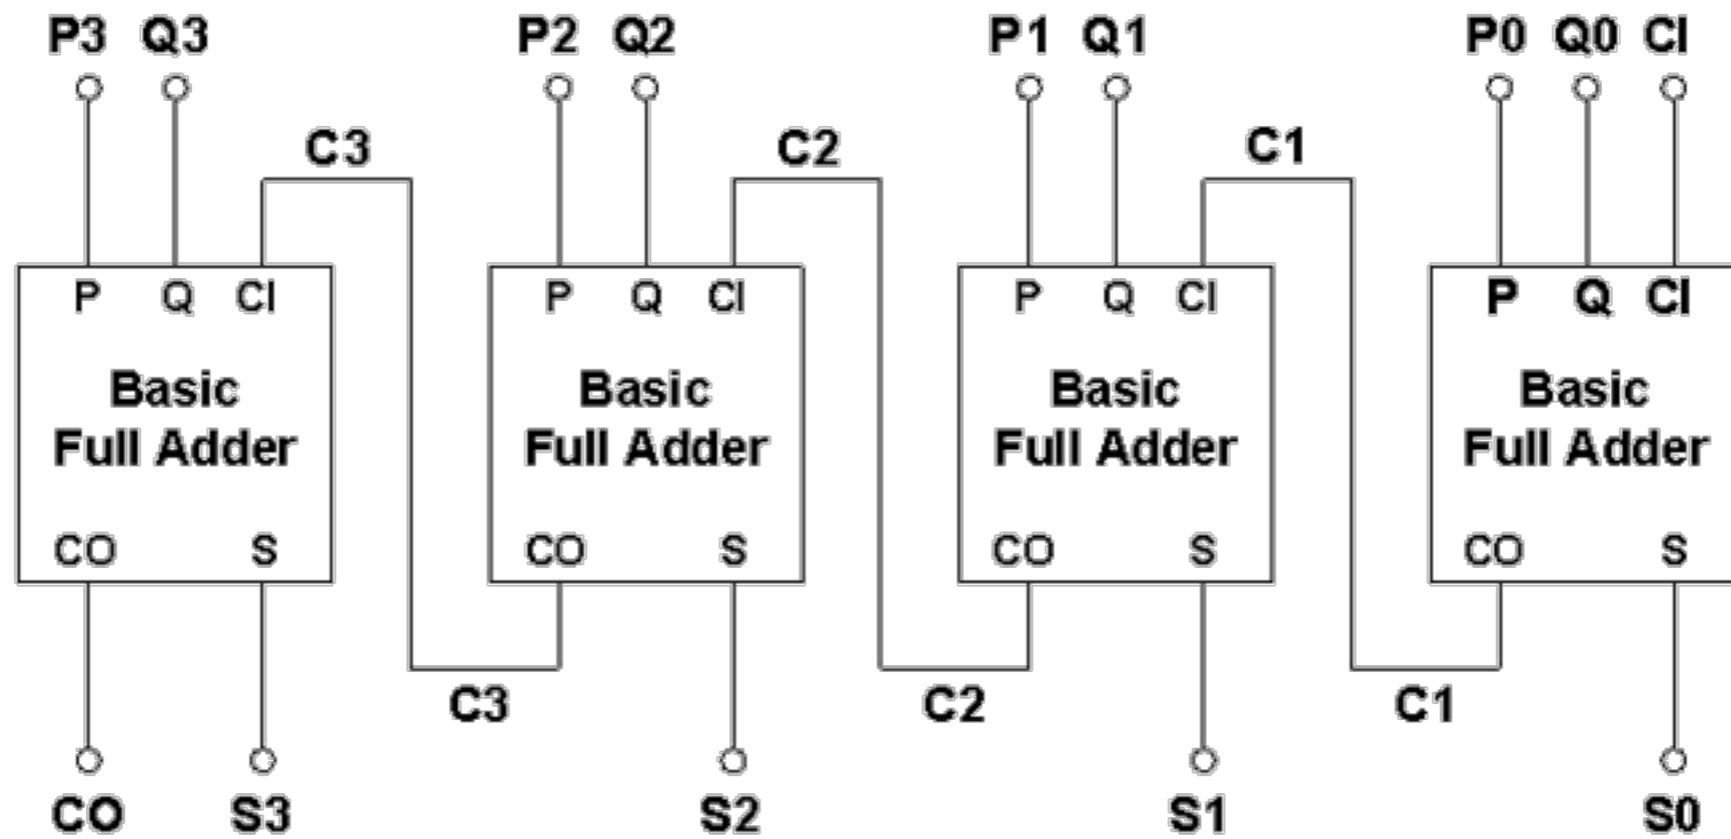 P3 Q3 P2 Q2 P1 Q1 P0 Q0 CI
C3 C2 C1
P Q CI P Q CI P Q CI P Q CI
Basic Basic Basic Basic
Full Adder Full Adder Full Adder Full Adder
CO S CO S CO S CO S
C3 C2 C1
CO S3 S2 S1 S0